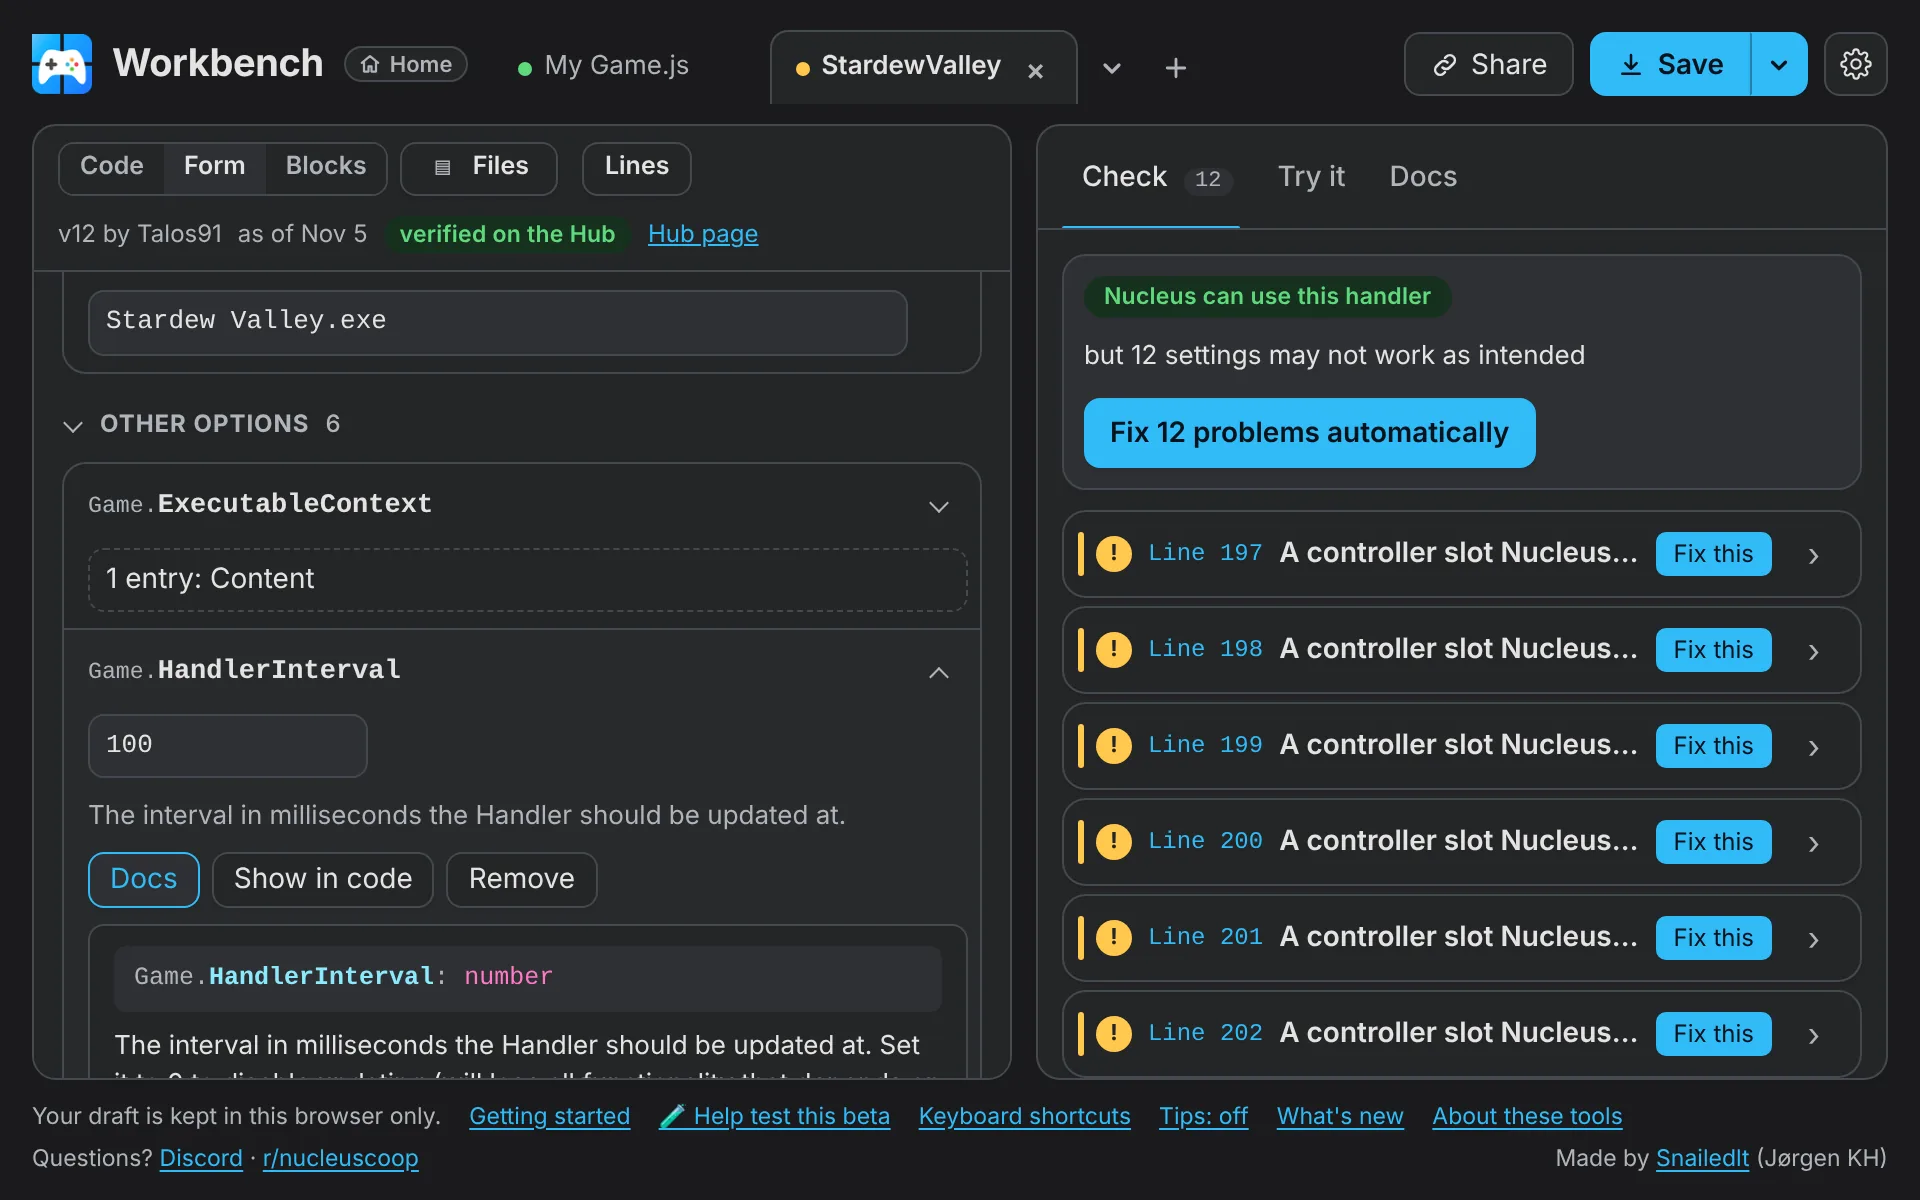 Workbench
Home
My Game.js
StardewValley
Share
Save
Code
Form
Blocks
Files
Lines
v12 by Talos91 as of Nov 5
verified on the Hub
Hub page
Stardew Valley.exe
OTHER OPTIONS 6
Game.ExecutableContext
1 entry: Content
Game.HandlerInterval
100
The interval in milliseconds the Handler should be updated at.
Docs
Show in code
Remove
Game.HandlerInterval: number
The interval in milliseconds the Handler should be updated at. Set
Check 12
Try it
Docs
Nucleus can use this handler
but 12 settings may not work as intended
Fix 12 problems automatically
Line 197 A controller slot Nucleus... Fix this
Line 198 A controller slot Nucleus... Fix this
Line 199 A controller slot Nucleus... Fix this
Line 200 A controller slot Nucleus... Fix this
Line 201 A controller slot Nucleus... Fix this
Line 202 A controller slot Nucleus... Fix this
Your draft is kept in this browser only.
Getting started
Help test this beta
Keyboard shortcuts
Tips: off
What's new
About these tools
Questions? Discord · r/nucleuscoop
Made by SnailedIt (Jørgen KH)